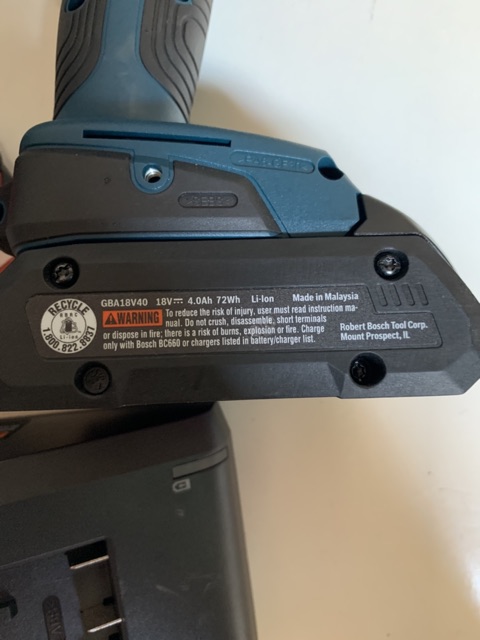 GBA18V40 18V⎓ 4.0Ah 72Wh Li-Ion Made in Malaysia
RECYCLE
Li-ion
1.800.822.8837
WARNING To reduce the risk of injury, user must read instruction ma-
nual. Do not crush, disassemble, short terminals
or dispose in fire; there is a risk of burns, explosion or fire. Charge
only with Bosch BC660 or chargers listed in battery/charger list.
Robert Bosch Tool Corp.
Mount Prospect, IL